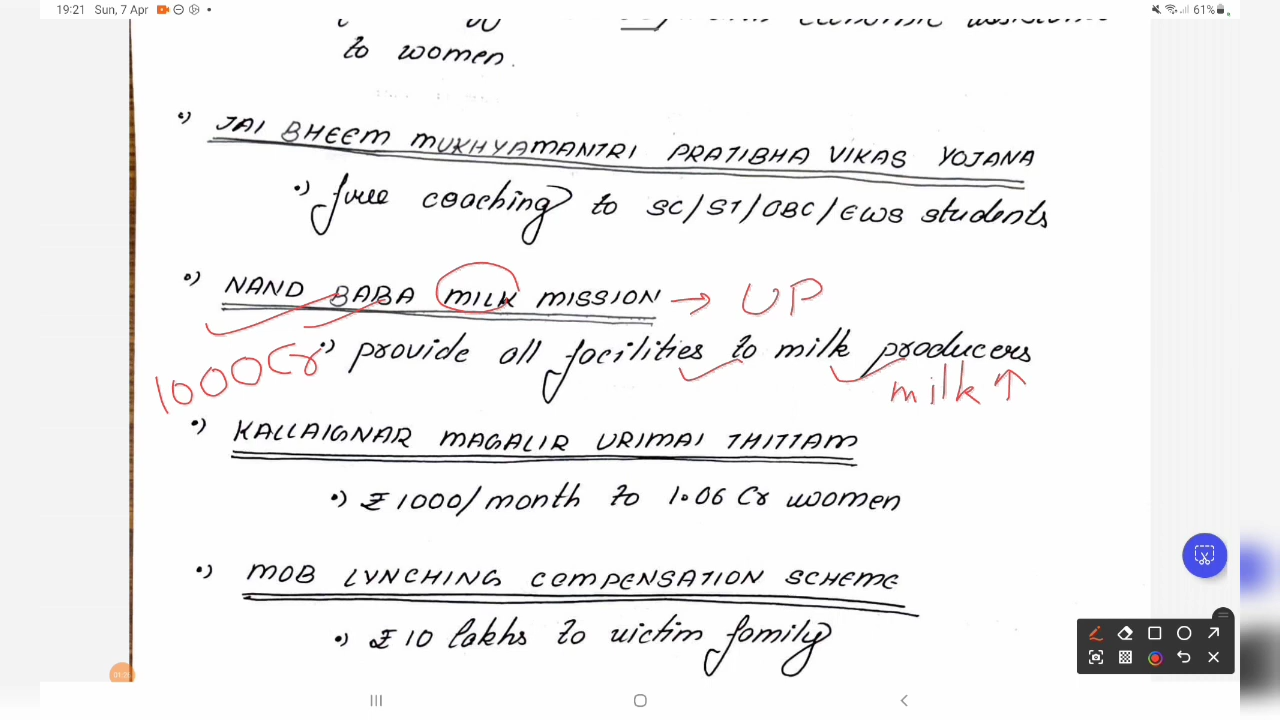 19:21 Sun, 7 Apr
61%
to women.
JAI BHEEM MUKHYAMANTRI PRATIBHA VIKAS YOJANA
free coaching to SC/ST/OBC/EWS students
NAND BABA MILK MISSION → UP
1000Cr
provide all facilities to milk producers
milk ↑
KALLAIGNAR MAGALIR URIMAI THITTAM
₹1000/month to 1.06 Cr women
MOB LYNCHING COMPENSATION SCHEME
₹10 lakhs to victim family